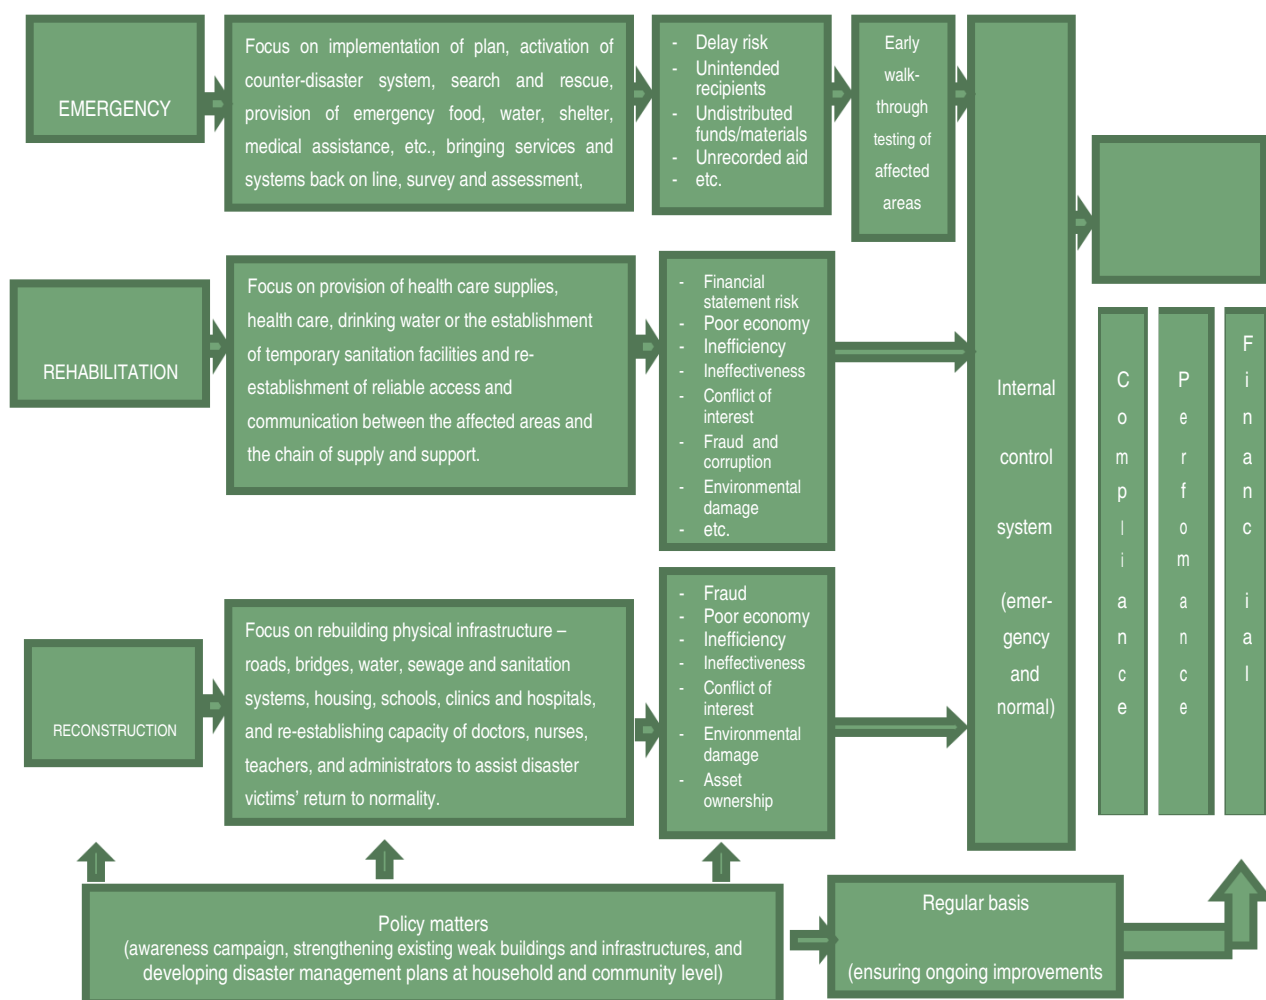 EMERGENCY
Focus on implementation of plan, activation of
counter-disaster system, search and rescue,
provision of emergency food, water, shelter,
medical assistance, etc., bringing services and
systems back on line, survey and assessment,
- Delay risk
- Unintended
recipients
- Undistributed
funds/materials
- Unrecorded aid
- etc.
Early
walk-
through
testing of
affected
areas
REHABILITATION
Focus on provision of health care supplies,
health care, drinking water or the establishment
of temporary sanitation facilities and re-
establishment of reliable access and
communication between the affected areas and
the chain of supply and support.
- Financial
statement risk
- Poor economy
- Inefficiency
- Ineffectiveness
- Conflict of
interest
- Fraud and
corruption
- Environmental
damage
- etc.
RECONSTRUCTION
Focus on rebuilding physical infrastructure –
roads, bridges, water, sewage and sanitation
systems, housing, schools, clinics and hospitals,
and re-establishing capacity of doctors, nurses,
teachers, and administrators to assist disaster
victims’ return to normality.
- Fraud
- Poor economy
- Inefficiency
- Ineffectiveness
- Conflict of
interest
- Environmental
damage
- Asset
ownership
Internal
control
system
(emer-
gency
and
normal)
Compliance
Perfomance
Financial
Policy matters
(awareness campaign, strengthening existing weak buildings and infrastructures, and
developing disaster management plans at household and community level)
Regular basis
(ensuring ongoing improvements